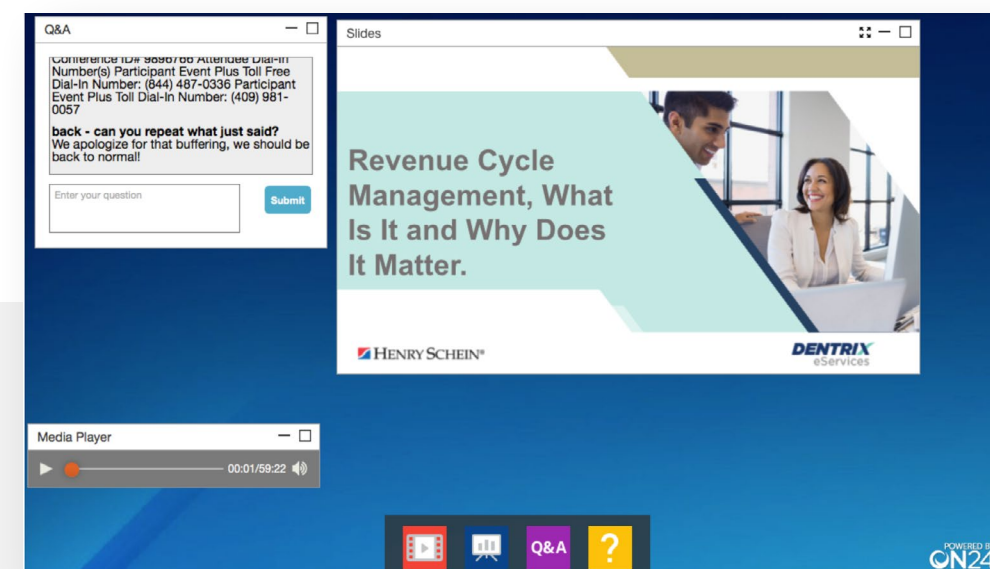 Q&A
Conference ID# 9896766 Attendee Dial-In
Number(s) Participant Event Plus Toll Free
Dial-In Number: (844) 487-0336 Participant
Event Plus Toll Dial-In Number: (409) 981-
0057
back - can you repeat what just said?
We apologize for that buffering, we should be
back to normal!
Enter your question
Submit
Slides
Revenue Cycle
Management, What
Is It and Why Does
It Matter.
HENRY SCHEIN®
DENTRIX
eServices
Media Player
00:01/59:22
Q&A
?
POWERED B
ON24